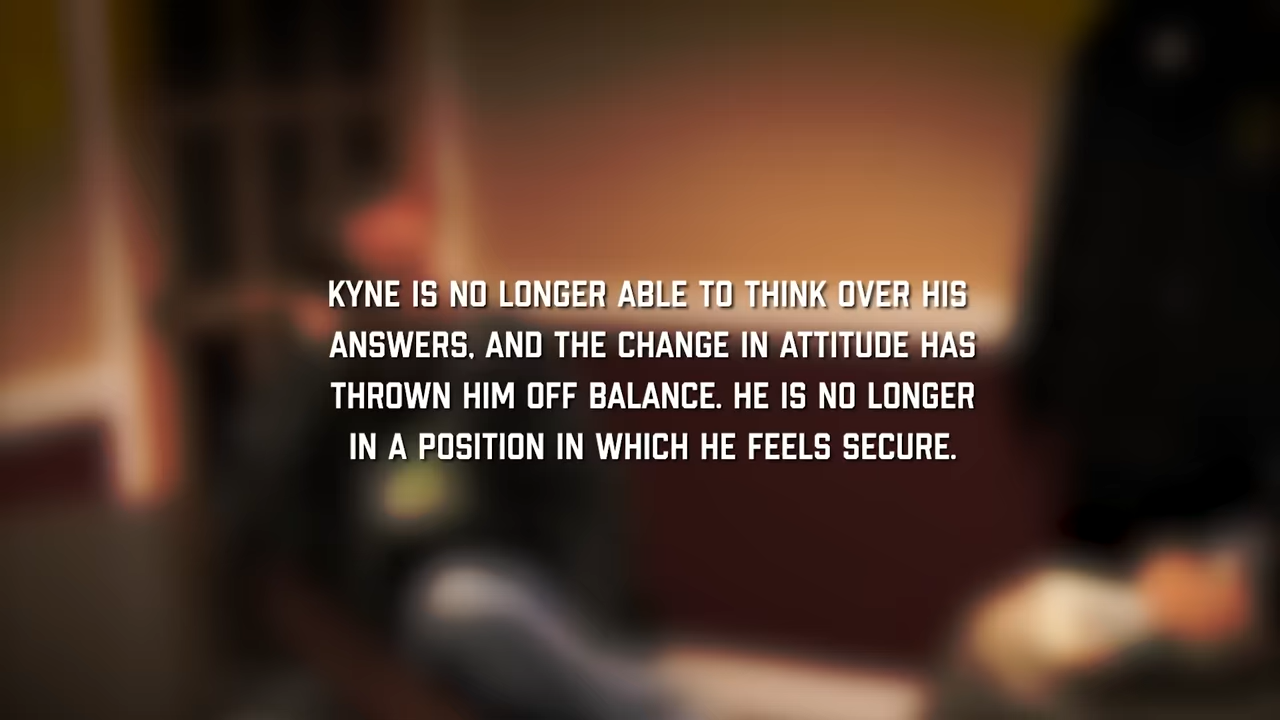 KYNE IS NO LONGER ABLE TO THINK OVER HIS
ANSWERS, AND THE CHANGE IN ATTITUDE HAS
THROWN HIM OFF BALANCE. HE IS NO LONGER
IN A POSITION IN WHICH HE FEELS SECURE.